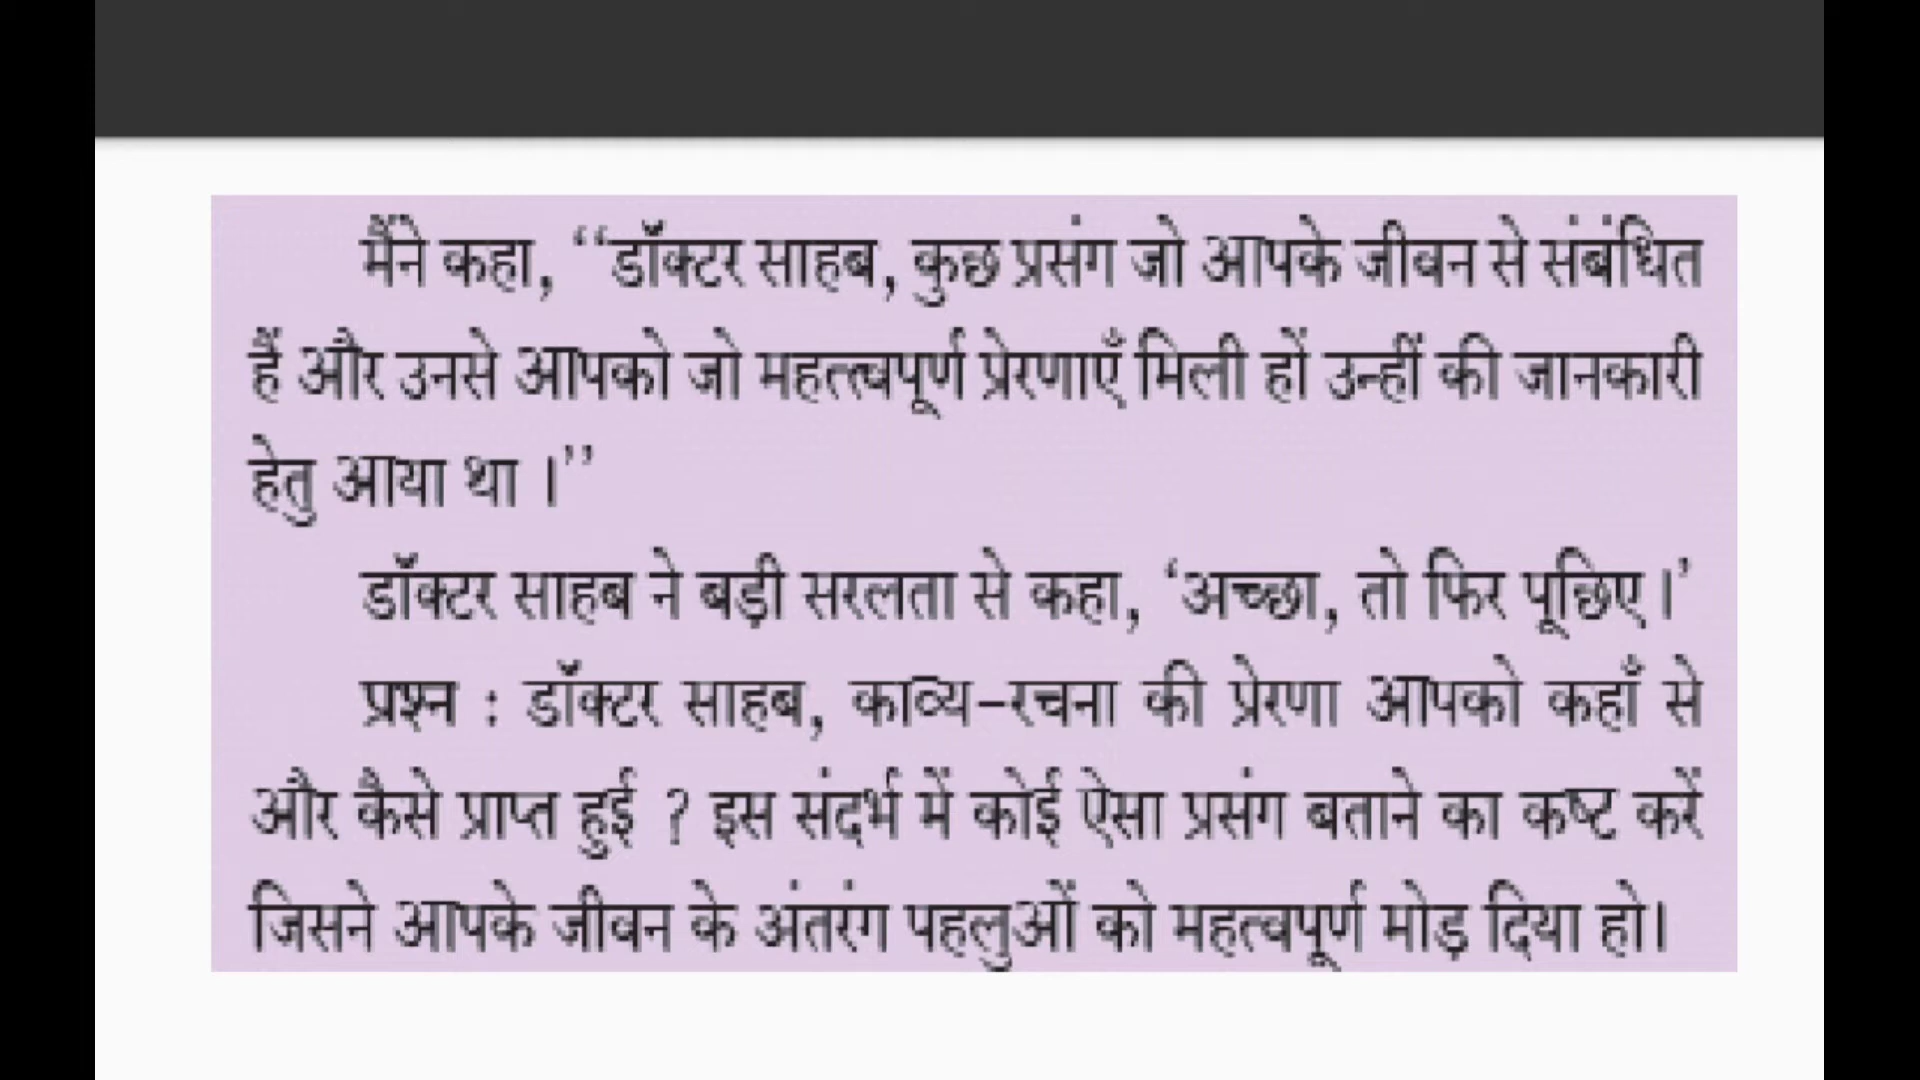 मैंने कहा, ‘‘डॉक्टर साहब, कुछ प्रसंग जो आपके जीवन से संबंधित
हैं और उनसे आपको जो महत्त्वपूर्ण प्रेरणाएँ मिली हों उन्हीं की जानकारी
हेतु आया था ।’’
डॉक्टर साहब ने बड़ी सरलता से कहा, ‘अच्छा, तो फिर पूछिए ।’
प्रश्न : डॉक्टर साहब, काव्य-रचना की प्रेरणा आपको कहाँ से
और कैसे प्राप्त हुई ? इस संदर्भ में कोई ऐसा प्रसंग बताने का कष्ट करें
जिसने आपके जीवन के अंतरंग पहलुओं को महत्वपूर्ण मोड़ दिया हो।